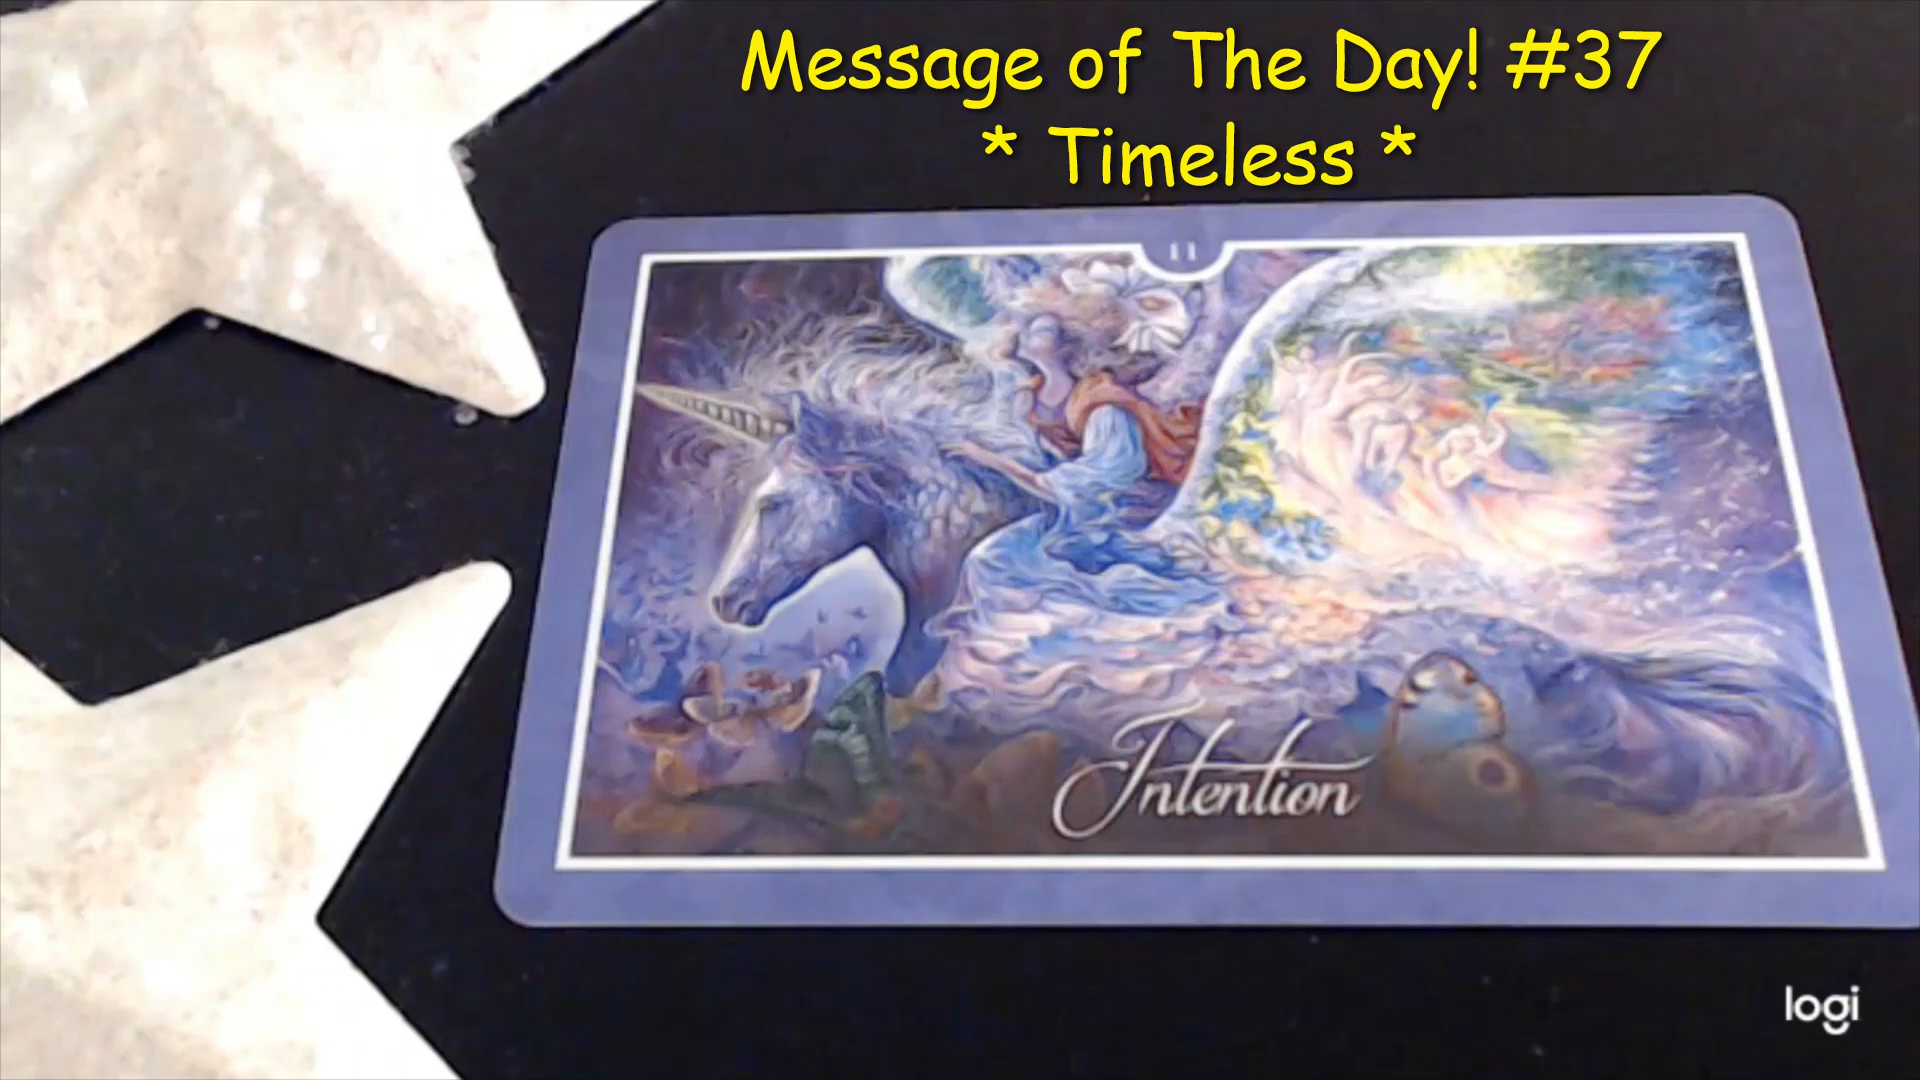 Message of The Day! #37
* Timeless *
11
Intention
logi